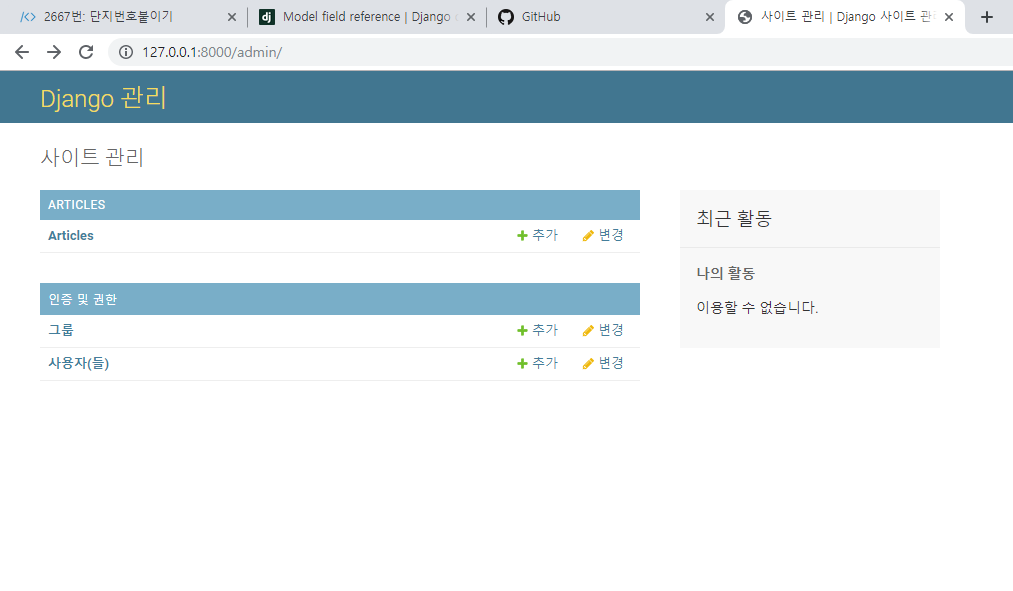 2667번: 단지번호붙이기
Model field reference | Django
GitHub
사이트 관리 | Django 사이트 관
127.0.0.1:8000/admin/
Django 관리
사이트 관리
ARTICLES
Articles 추가 변경
인증 및 권한
그룹 추가 변경
사용자(들) 추가 변경
최근 활동
나의 활동
이용할 수 없습니다.